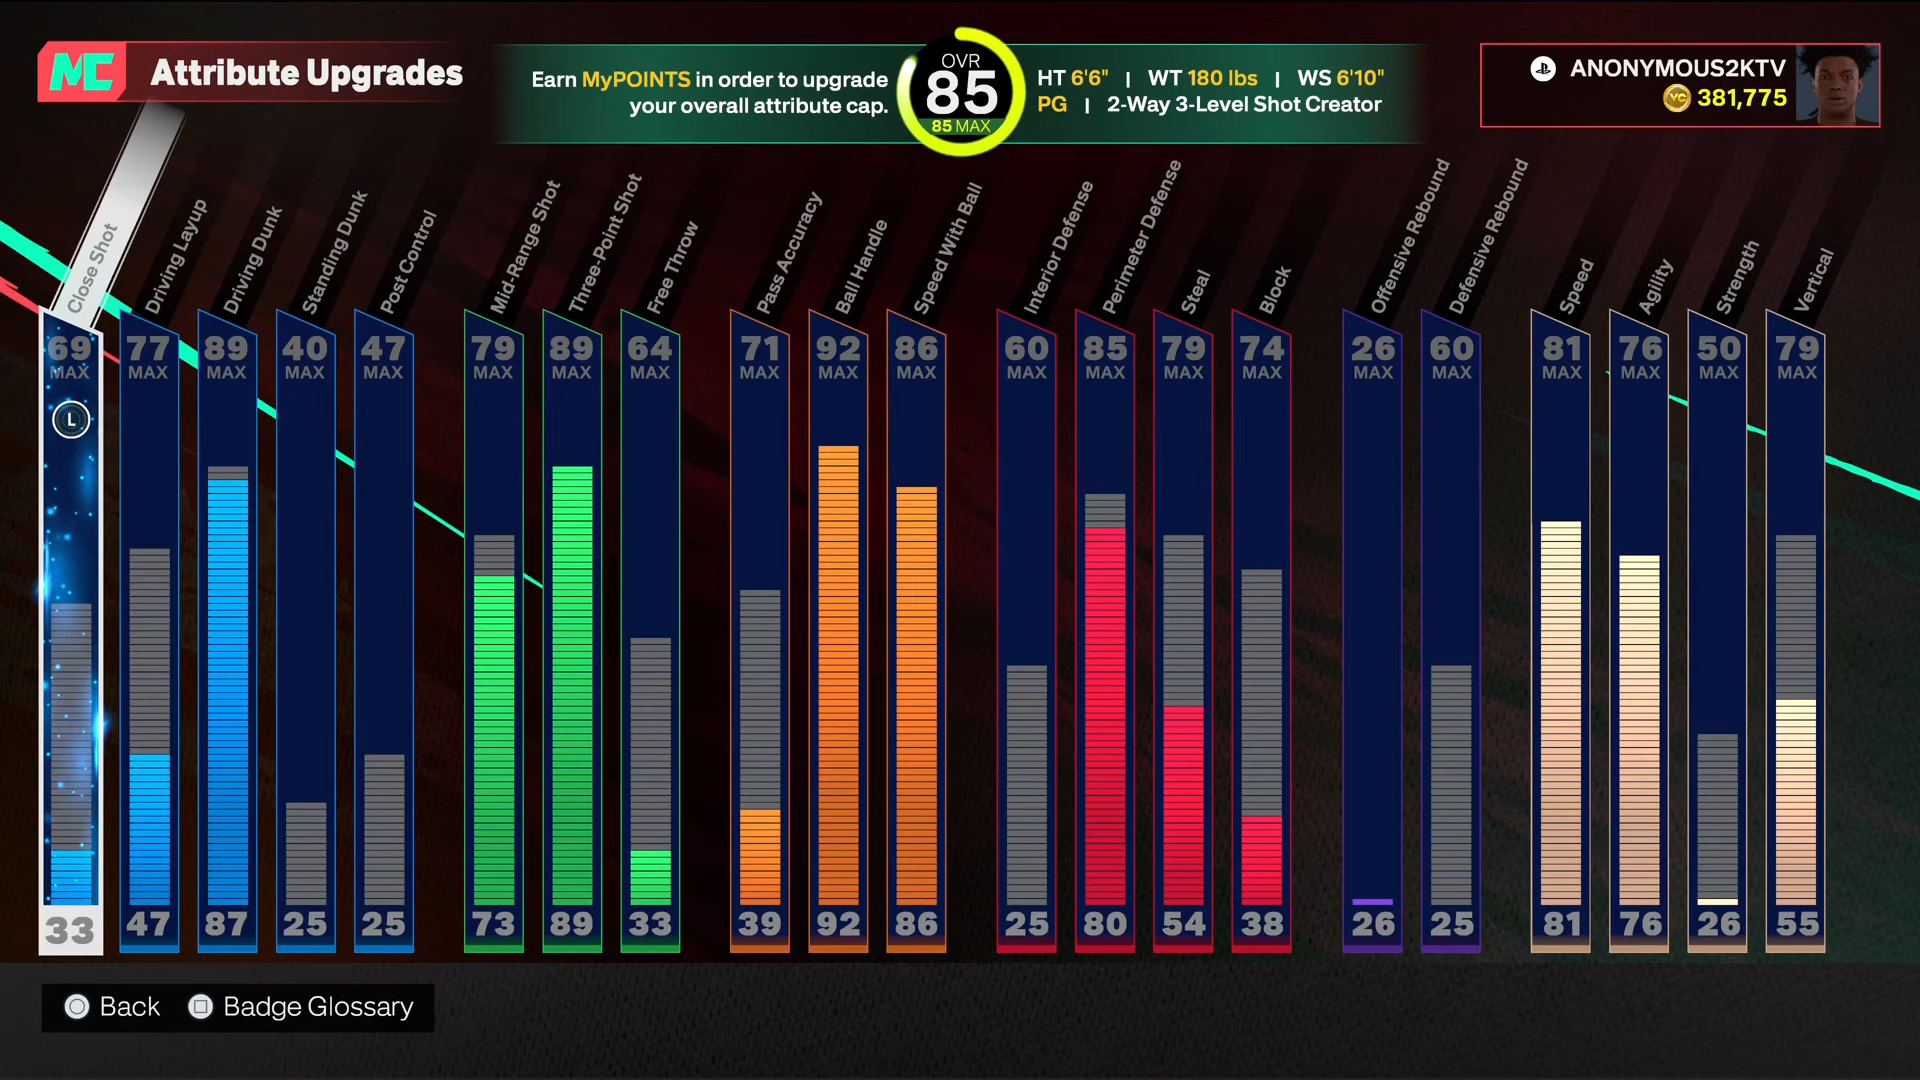 MC Attribute Upgrades
Earn MyPOINTS in order to upgrade
your overall attribute cap.
OVR
85
85 MAX
HT 6'6" | WT 180 lbs | WS 6'10"
PG | 2-Way 3-Level Shot Creator
ANONYMOUS2KTV
VC 381,775
Close Shot
Driving Layup
Driving Dunk
Standing Dunk
Post Control
Mid-Range Shot
Three-Point Shot
Free Throw
Pass Accuracy
Ball Handle
Speed With Ball
Interior Defense
Perimeter Defense
Steal
Block
Offensive Rebound
Defensive Rebound
Speed
Agility
Strength
Vertical
69 77 89 40 47 79 89 64 71 92 86 60 85 79 74 26 60 81 76 50 79
MAX MAX MAX MAX MAX MAX MAX MAX MAX MAX MAX MAX MAX MAX MAX MAX MAX MAX MAX MAX MAX
L
33 47 87 25 25 73 89 33 39 92 86 25 80 54 38 26 25 81 76 26 55
Back Badge Glossary